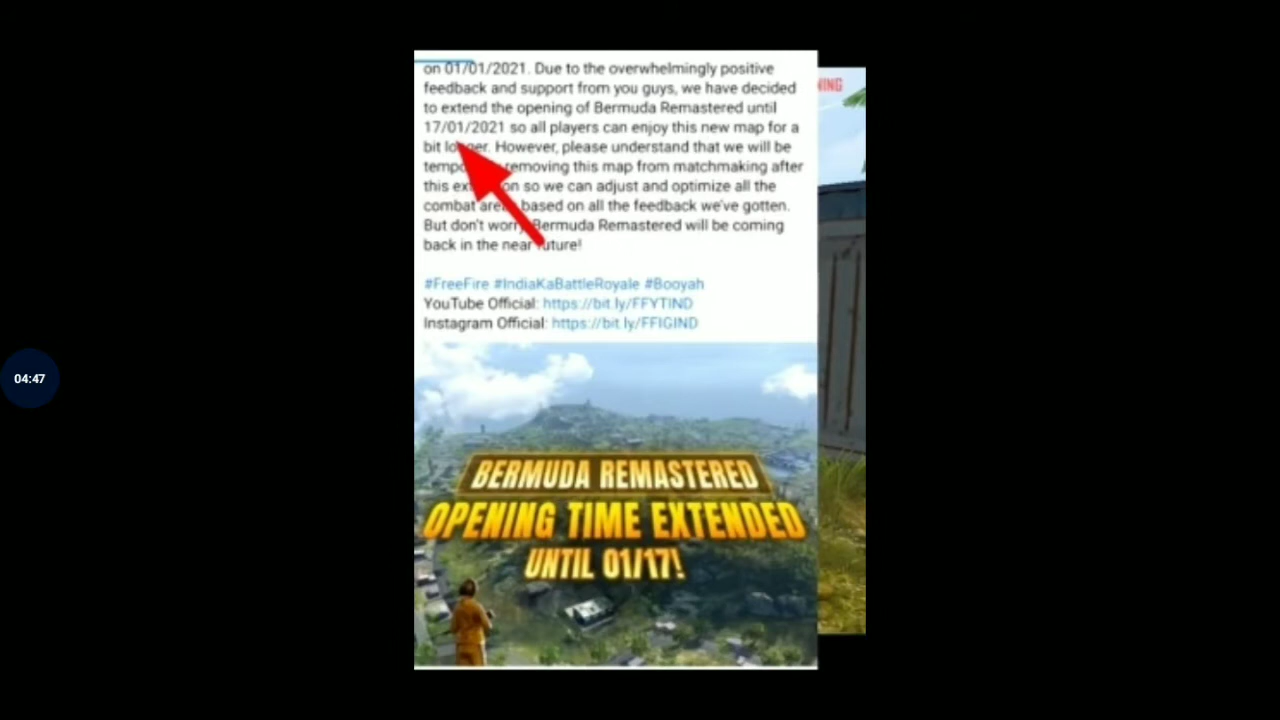 on 01/01/2021. Due to the overwhelmingly positive
feedback and support from you guys, we have decided
to extend the opening of Bermuda Remastered until
17/01/2021 so all players can enjoy this new map for a
bit longer. However, please understand that we will be
removing this map from matchmaking after
this so we can adjust and optimize all the
combat based on all the feedback we've gotten.
But don't worry, Bermuda Remastered will be coming
back in the near future!
#FreeFire #IndiaKaBattleRoyale #Booyah
YouTube Official: https://bit.ly/FFYTIND
Instagram Official: https://bit.ly/FFIGIND
BERMUDA REMASTERED
OPENING TIME EXTENDED
UNTIL 01/17!
04:47